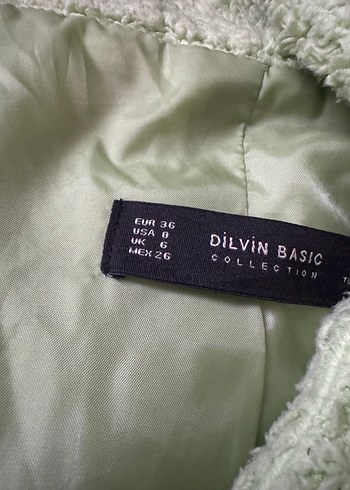 EUR 36
USA 8
UK 6
MEX 26
DİLVİN BASIC
COLLECTION